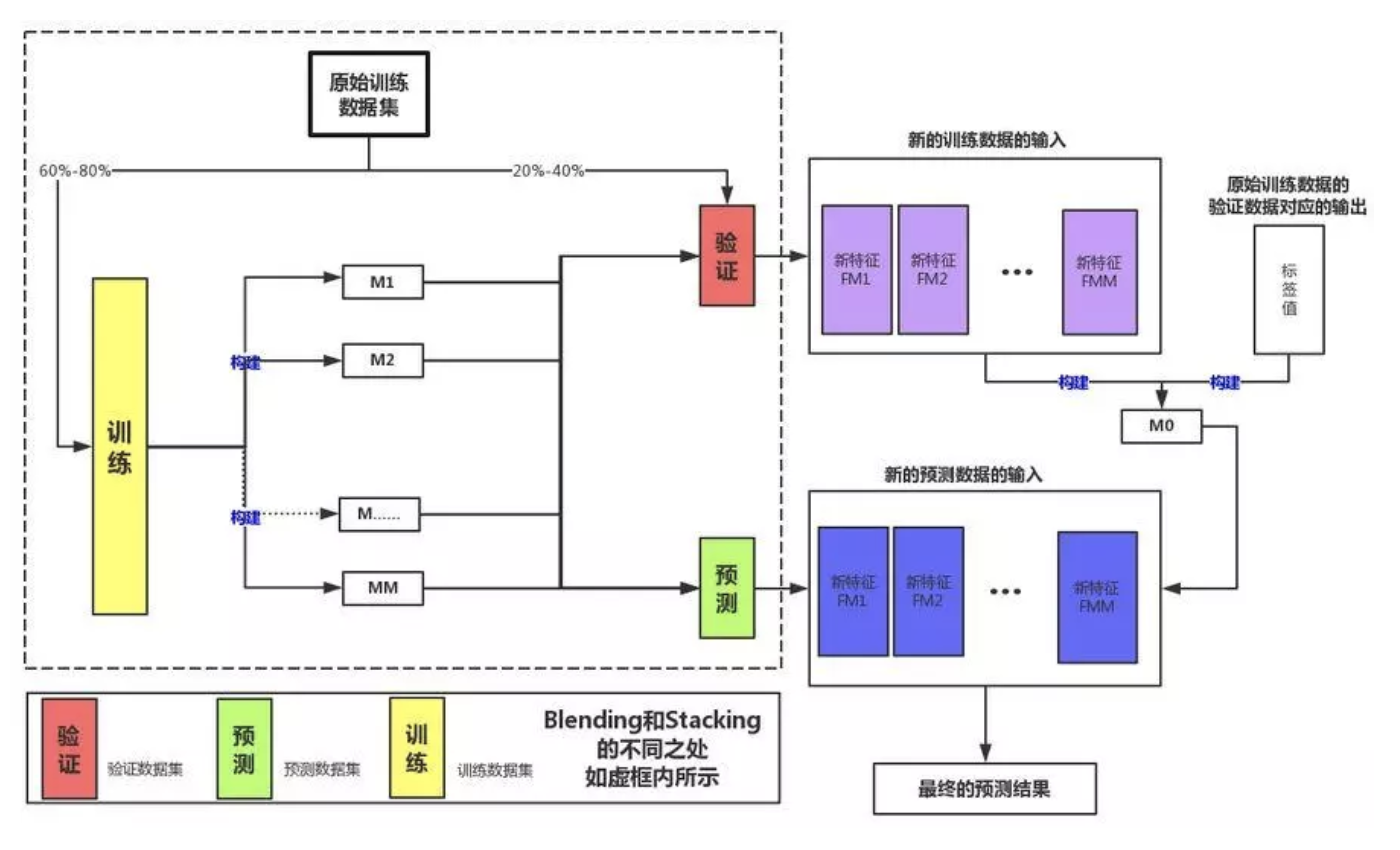 原始训练
数据集
60%-80%
20%-40%
验
证
训
练
构建
构建
M1
M2
M......
MM
预
测
新的训练数据的输入
新特征
FM1
新特征
FM2
•••
新特征
FMM
原始训练数据的
验证数据对应的输出
标
签
值
构建
构建
M0
新的预测数据的输入
新特征
FM1
新特征
FM2
•••
新特征
FMM
最终的预测结果
验
证
验证数据集
预
测
预测数据集
训
练
训练数据集
Blending和Stacking
的不同之处
如虚框内所示